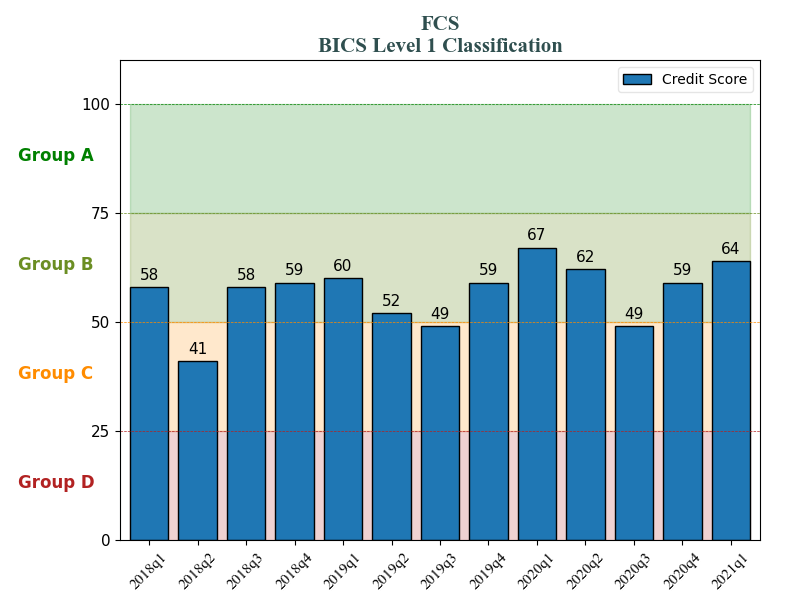 FCS
BICS Level 1 Classification
Credit Score
100
Group A
75
67
64
Group B
62
60
59
59
59
58
58
52
50
49
49
41
Group C
25
Group D
0
2018q1
2018q2
2018q3
2018q4
2019q1
2019q2
2019q3
2019q4
2020q1
2020q2
2020q3
2020q4
2021q1